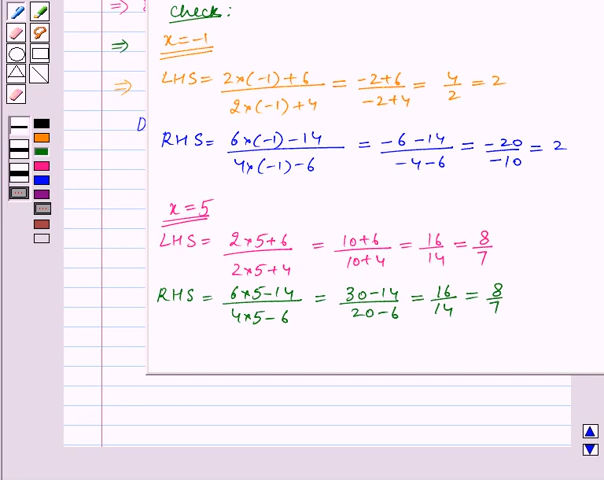 ⇒
Check:
⇒ x = -1
⇒ LHS = (2×(-1)+6)/(2×(-1)+4) = (-2+6)/(-2+4) = 4/2 = 2
D
RHS = (6×(-1)-14)/(4×(-1)-6) = (-6-14)/(-4-6) = -20/-10 = 2
x = 5
LHS = (2×5+6)/(2×5+4) = (10+6)/(10+4) = 16/14 = 8/7
RHS = (6×5-14)/(4×5-6) = (30-14)/(20-6) = 16/14 = 8/7